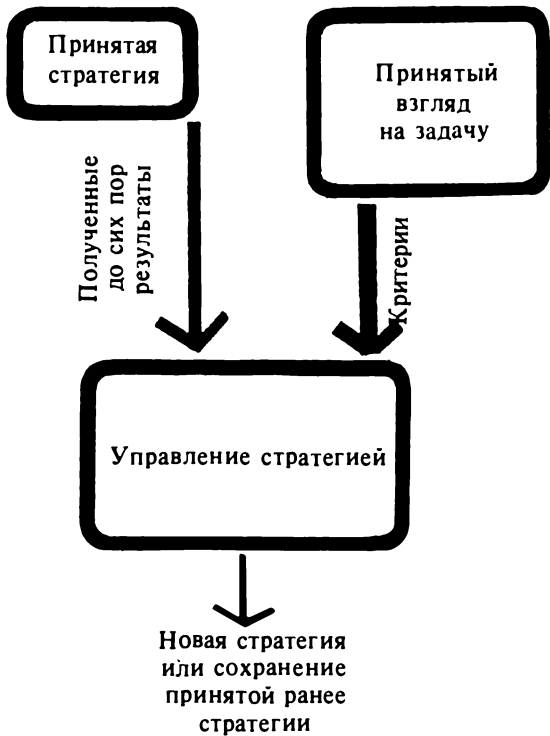 Принятая
стратегия
Принятый
взгляд
на задачу
Полученные
до сих пор
результаты
Критерии
Управление стратегией
Новая стратегия
или сохранение
принятой ранее
стратегии